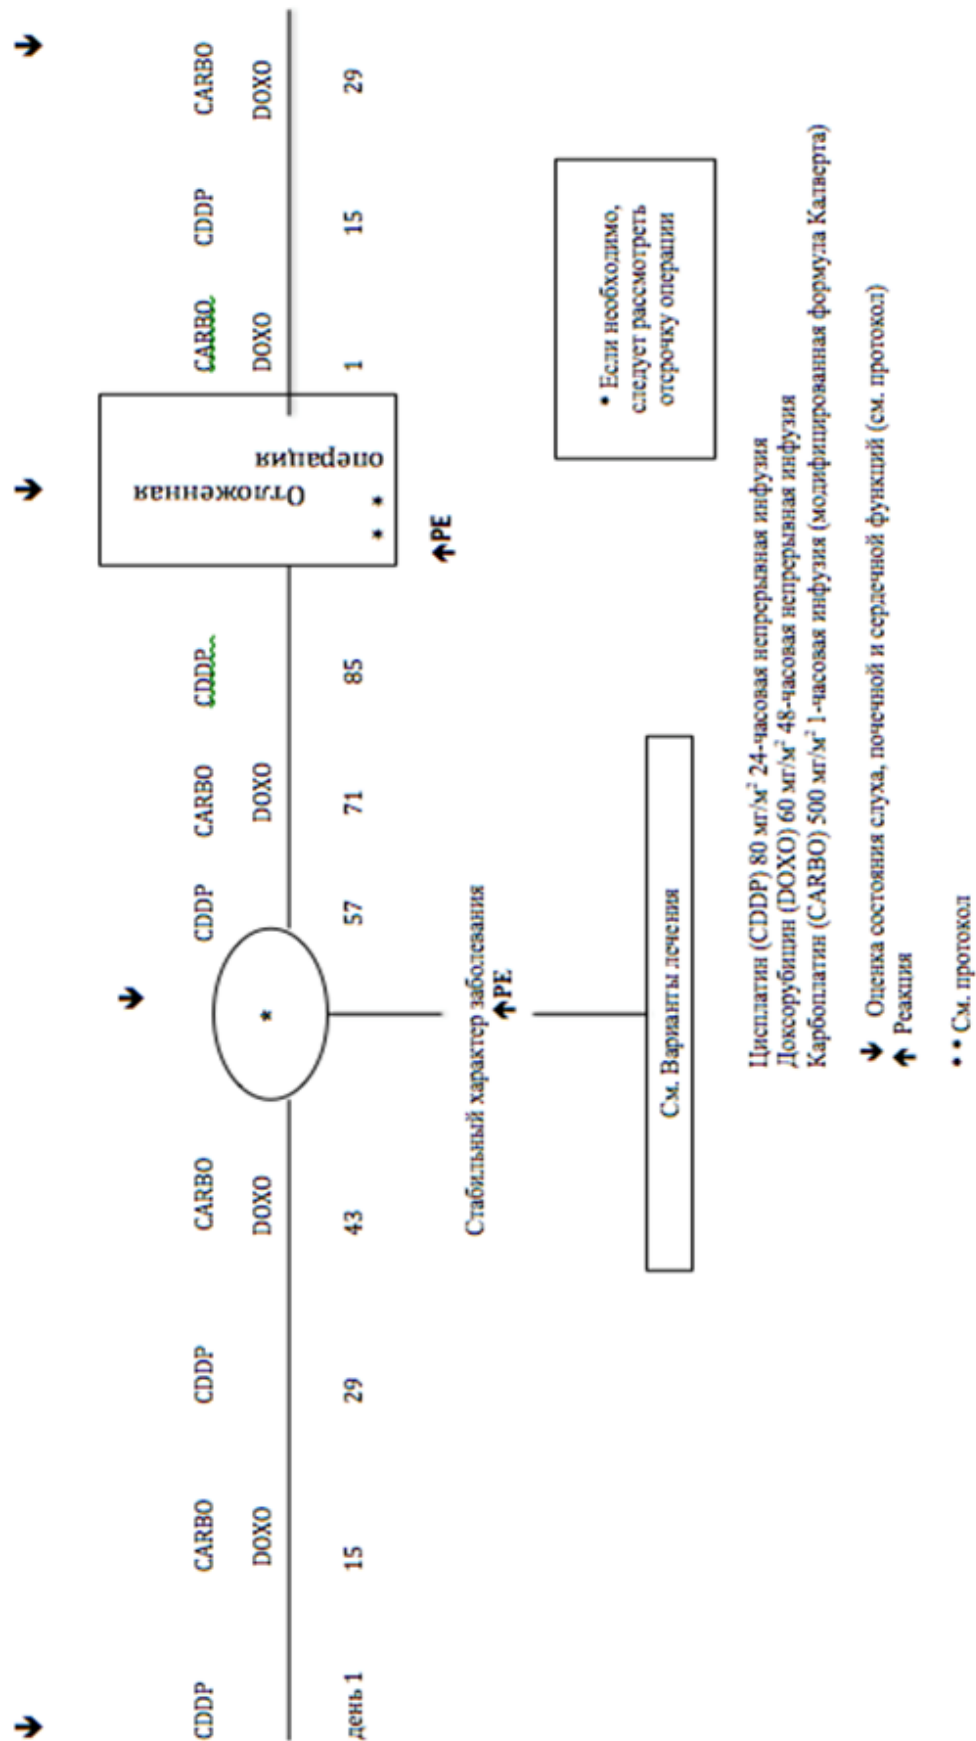 CDDP CARBO CDDP CARBO CDDP CARBO CDDP CARBO CDDP CARBO
DOXO DOXO DOXO DOXO DOXO
день 1 15 29 43 57 71 85 1 15 29
*
Отложенная
операция
* *
↑РЕ
Стабильный характер заболевания
↑РЕ
* Если необходимо,
следует рассмотреть
отсрочку операции
См. Варианты лечения
Цисплатин (CDDP) 80 мг/м² 24-часовая непрерывная инфузия
Доксорубицин (DOXO) 60 мг/м² 48-часовая непрерывная инфузия
Карбоплатин (CARBO) 500 мг/м² 1-часовая инфузия (модифицированная формула Калверта)
↓ Оценка состояния слуха, почечной и сердечной функций (см. протокол)
↑ Реакция
* * См. протокол